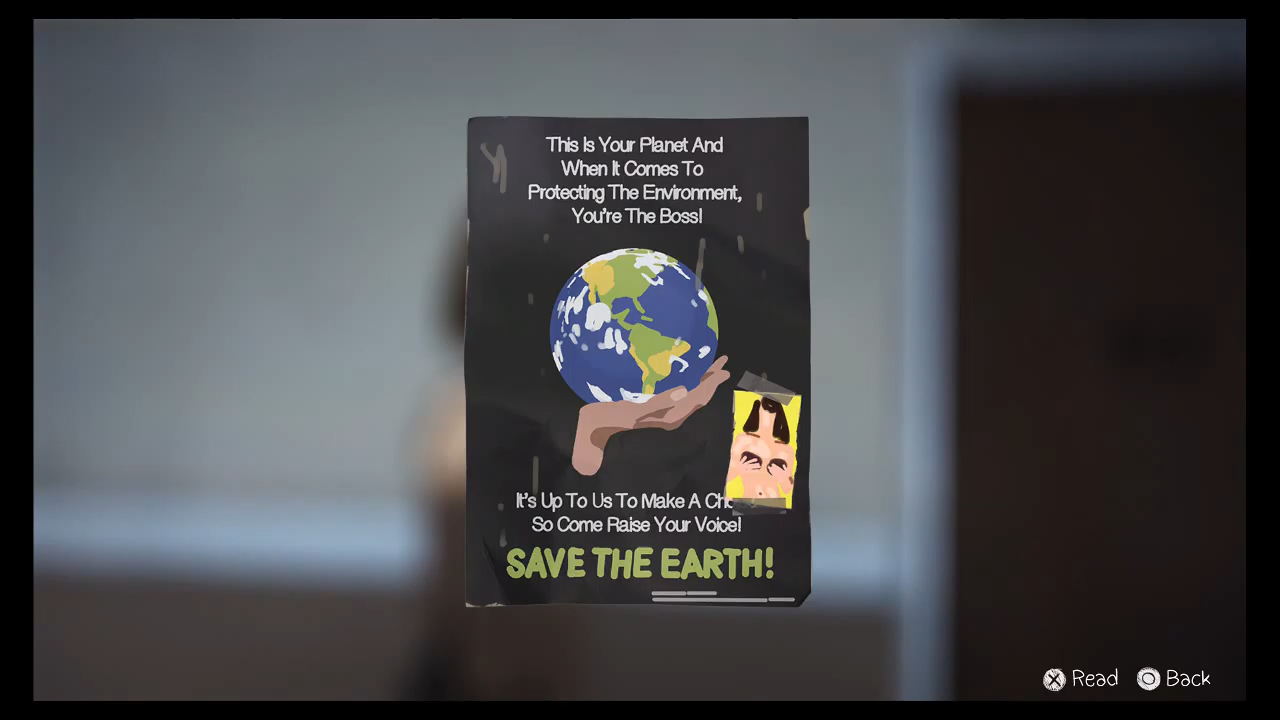 This Is Your Planet And
When It Comes To
Protecting The Environment,
You're The Boss!
It's Up To Us To Make A
So Come Raise Your Voice!
SAVE THE EARTH!
Read
Back